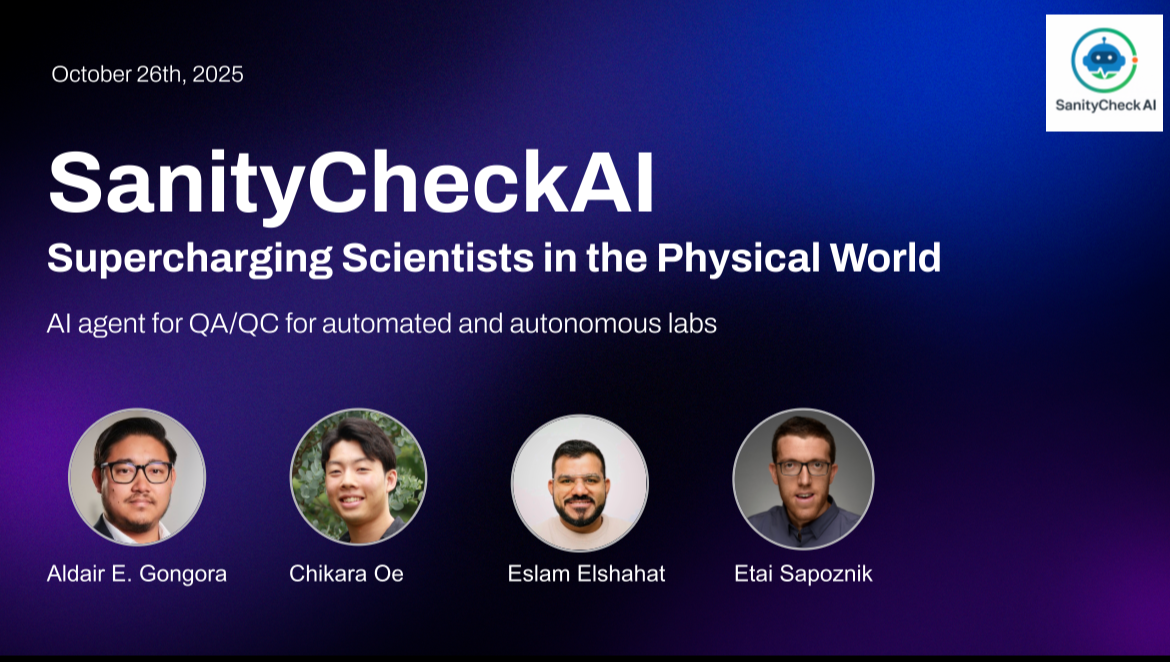 October 26th, 2025
SanityCheck AI
SanityCheckAI
Supercharging Scientists in the Physical World
AI agent for QA/QC for automated and autonomous labs
Aldair E. Gongora
Chikara Oe
Eslam Elshahat
Etai Sapoznik